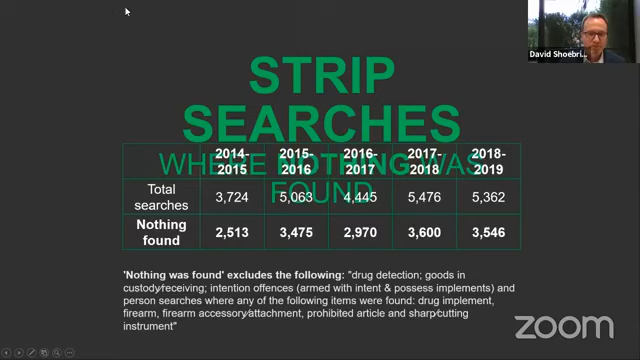 David Shoebri...
STRIP
SEARCHES
WHERE NOTHING WAS
FOUND
2014- 2015- 2016- 2017- 2018-
2015 2016 2017 2018 2019
Total
searches 3,724 5,063 4,445 5,476 5,362
Nothing
found 2,513 3,475 2,970 3,600 3,546
'Nothing was found' excludes the following: "drug detection; goods in
custody/receiving; intention offences (armed with intent & possess implements) and
person searches where any of the following items were found: drug implement,
firearm, firearm accessory/attachment, prohibited article and sharp/cutting
instrument"
zoom